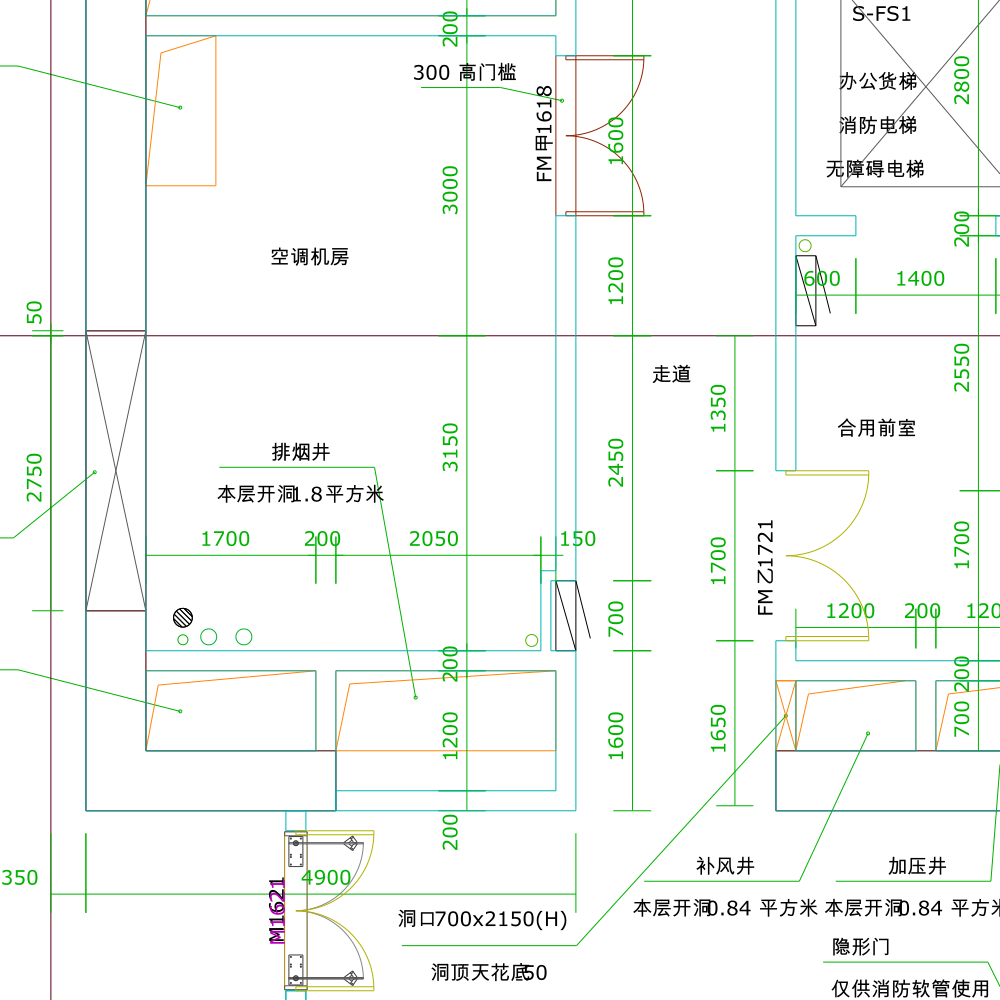 S-FS1
200
300 高门槛
办公货梯
2800
FM甲1618
1600
消防电梯
无障碍电梯
3000
200
空调机房
1200
600
1400
50
走道
2550
1350
合用前室
排烟井
3150
2450
2750
本层开洞1.8平方米
1700
200
2050
150
1700
FM乙1721
1700
700
1200
200
120
200
200
1200
1600
1650
700
200
补风井
加压井
350
4900
M1621
洞口700x2150(H)
本层开洞0.84 平方米
本层开洞0.84 平方米
隐形门
洞顶天花底50
仅供消防软管使用